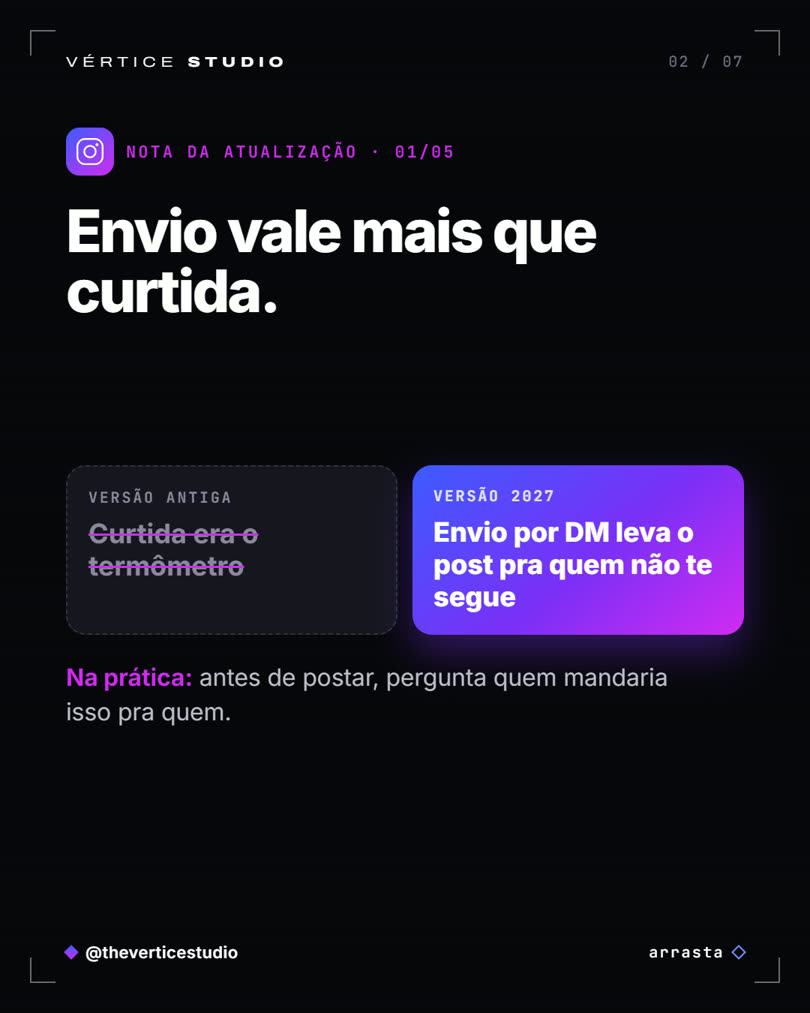 VÉRTICE STUDIO
02 / 07
NOTA DA ATUALIZAÇÃO · 01/05
Envio vale mais que
curtida.
VERSÃO ANTIGA
Curtida era o
termômetro
VERSÃO 2027
Envio por DM leva o
post pra quem não te
segue
Na prática: antes de postar, pergunta quem mandaria
isso pra quem.
@theverticestudio
arrasta